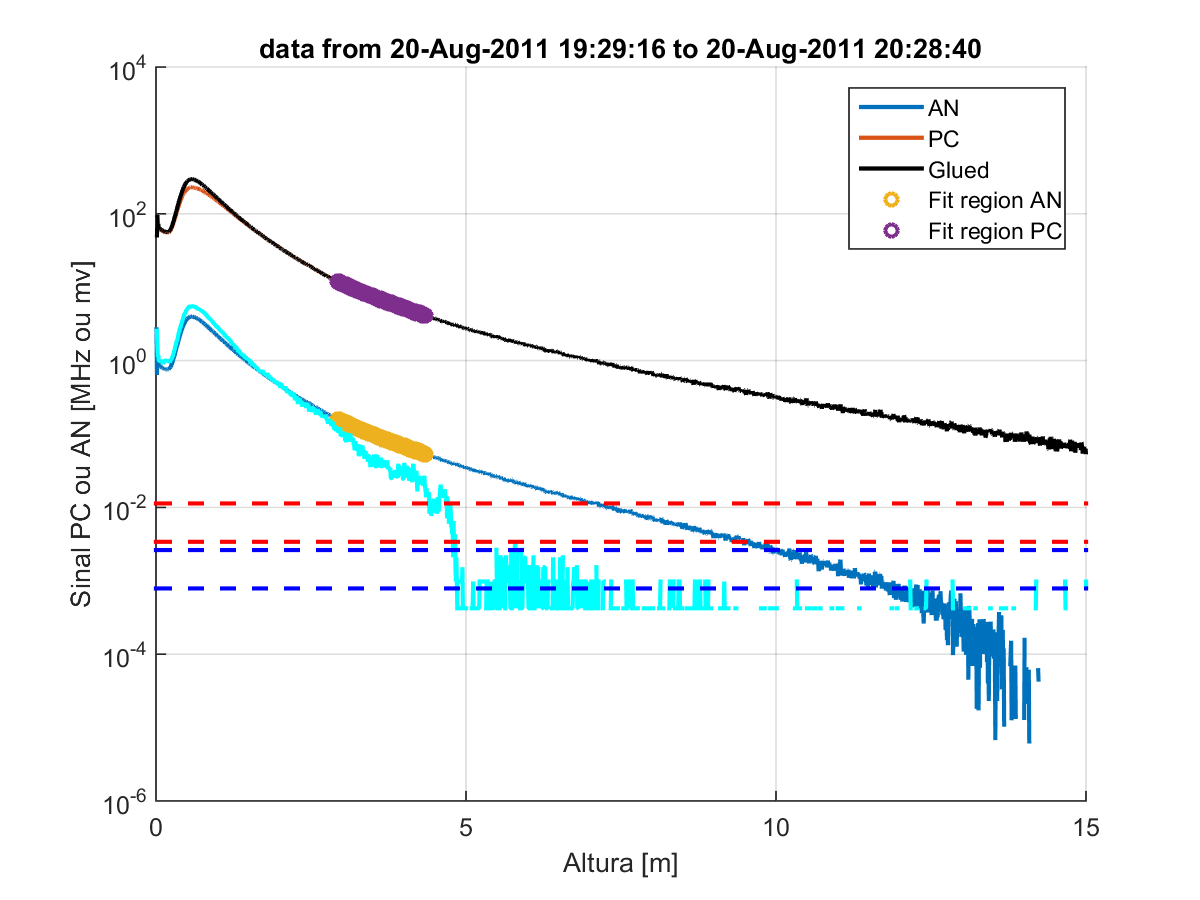 data from 20-Aug-2011 19:29:16 to 20-Aug-2011 20:28:40
AN
PC
Glued
Fit region AN
Fit region PC
10^4
10^2
10^0
10^-2
10^-4
10^-6
Sinal PC ou AN [MHz ou mv]
0 5 10 15
Altura [m]